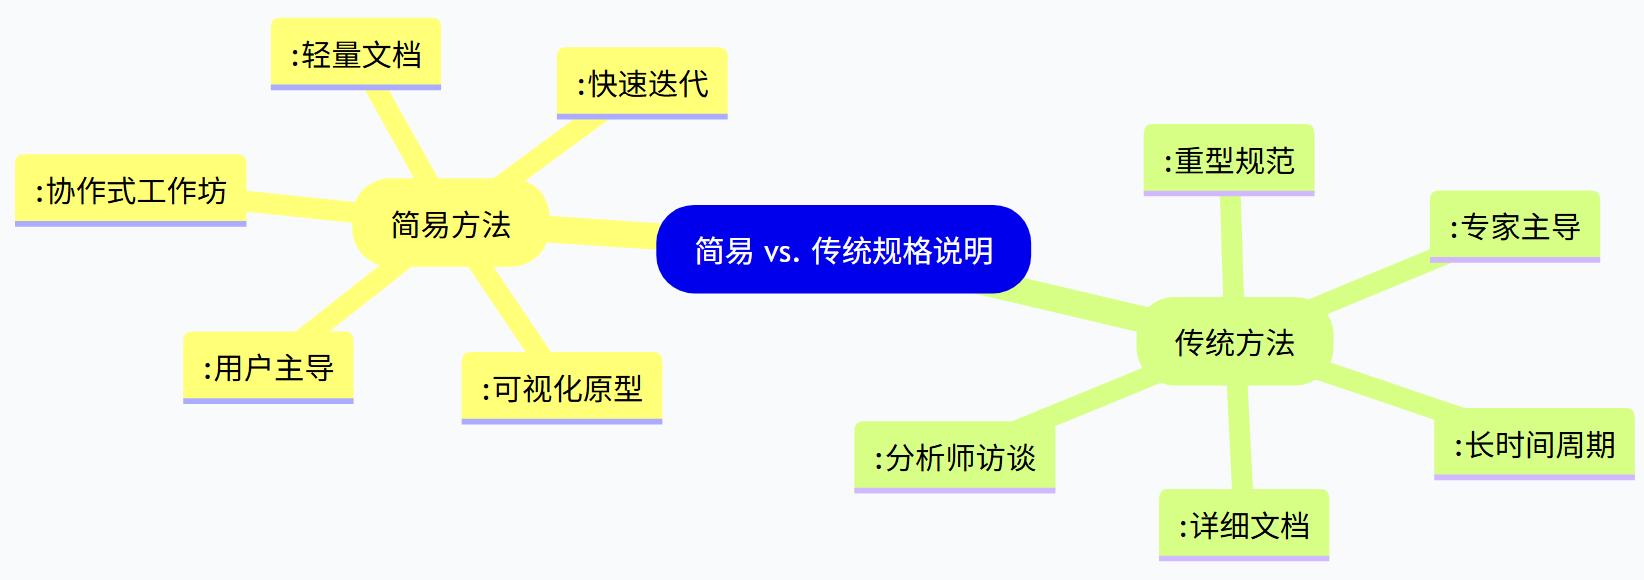 :轻量文档
:快速迭代
:协作式工作坊
简易方法
:用户主导
:可视化原型
简易 vs. 传统规格说明
:重型规范
:专家主导
传统方法
:分析师访谈
:长时间周期
:详细文档